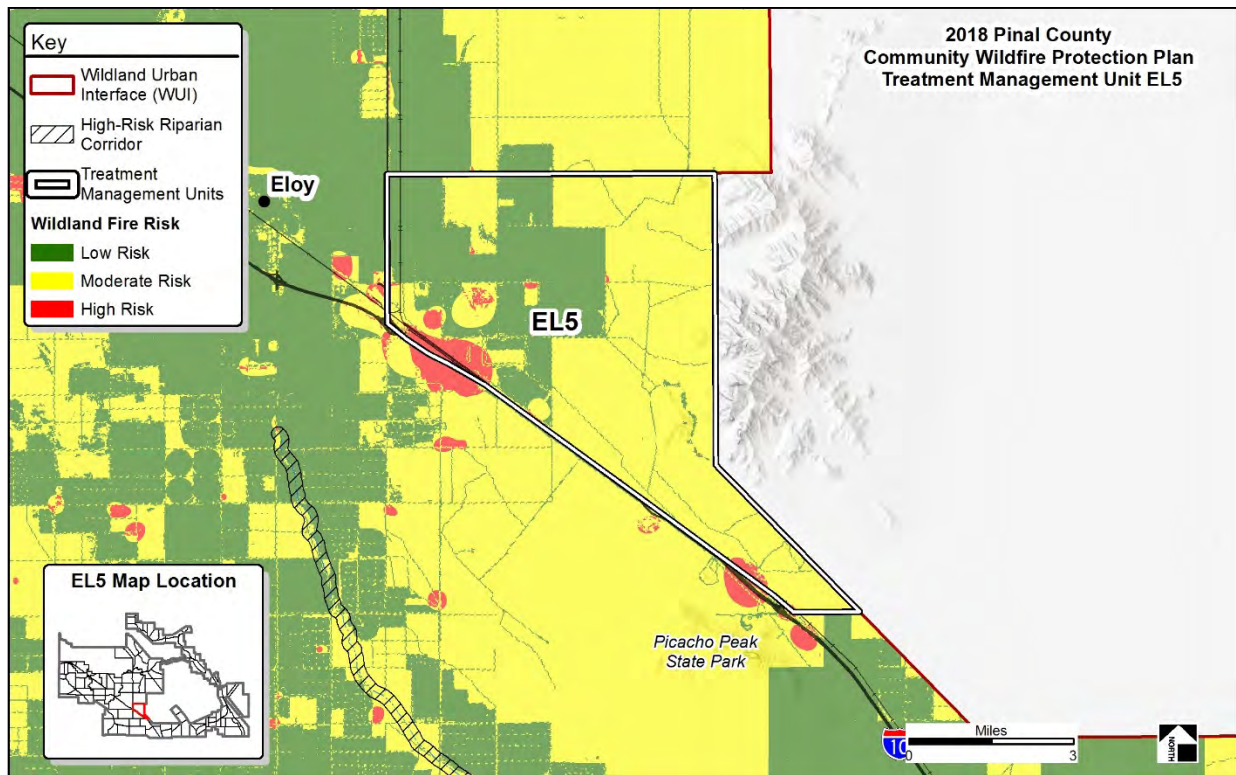 Key
Wildland Urban
Interface (WUI)
High-Risk Riparian
Corridor
Treatment
Management Units
Wildland Fire Risk
Low Risk
Moderate Risk
High Risk
2018 Pinal County
Community Wildfire Protection Plan
Treatment Management Unit EL5
Eloy
EL5
EL5 Map Location
Picacho Peak
State Park
10
Miles
3
NORTH